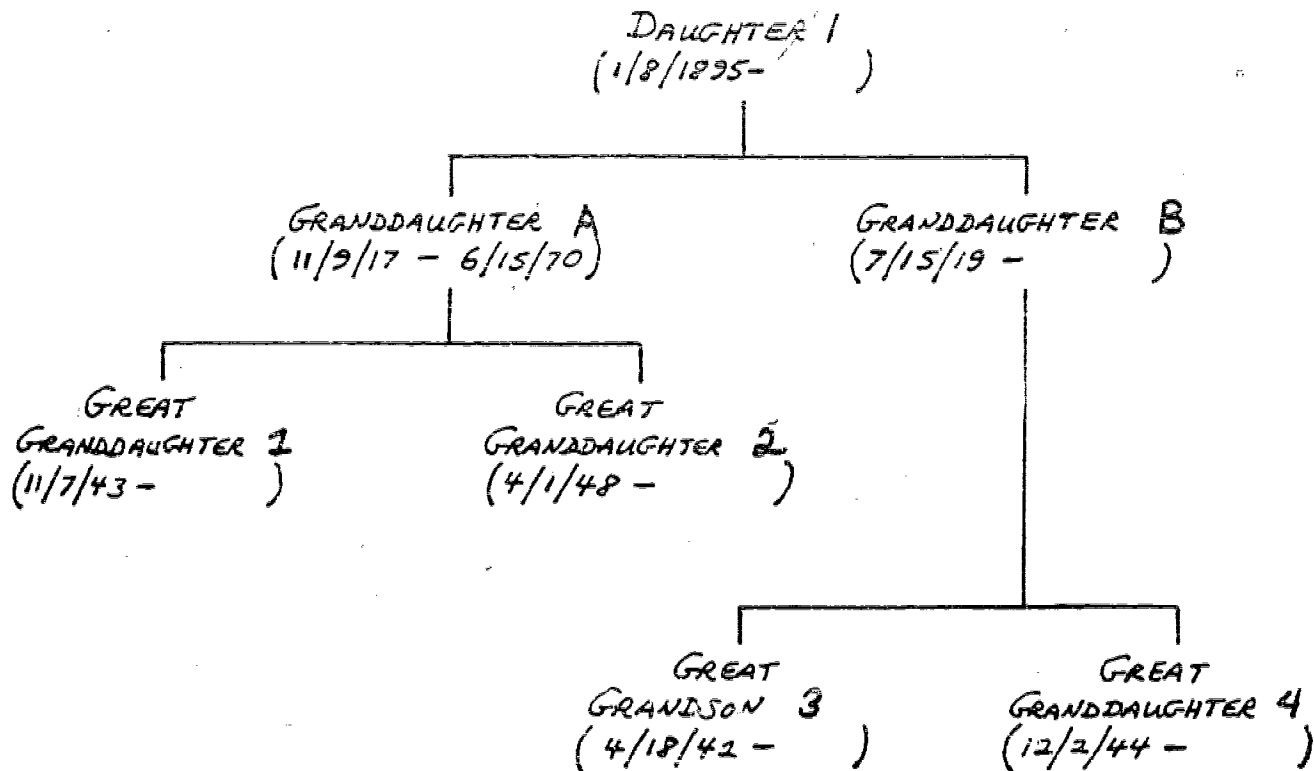 DAUGHTER 1
(1/8/1895- )
GRANDDAUGHTER A
(11/9/17 - 6/15/70)
GRANDDAUGHTER B
(7/15/19 - )
GREAT
GRANDDAUGHTER 1
(11/7/43 - )
GREAT
GRANDDAUGHTER 2
(4/1/48 - )
GREAT
GRANDSON 3
(4/18/42 - )
GREAT
GRANDDAUGHTER 4
(12/2/44 - )